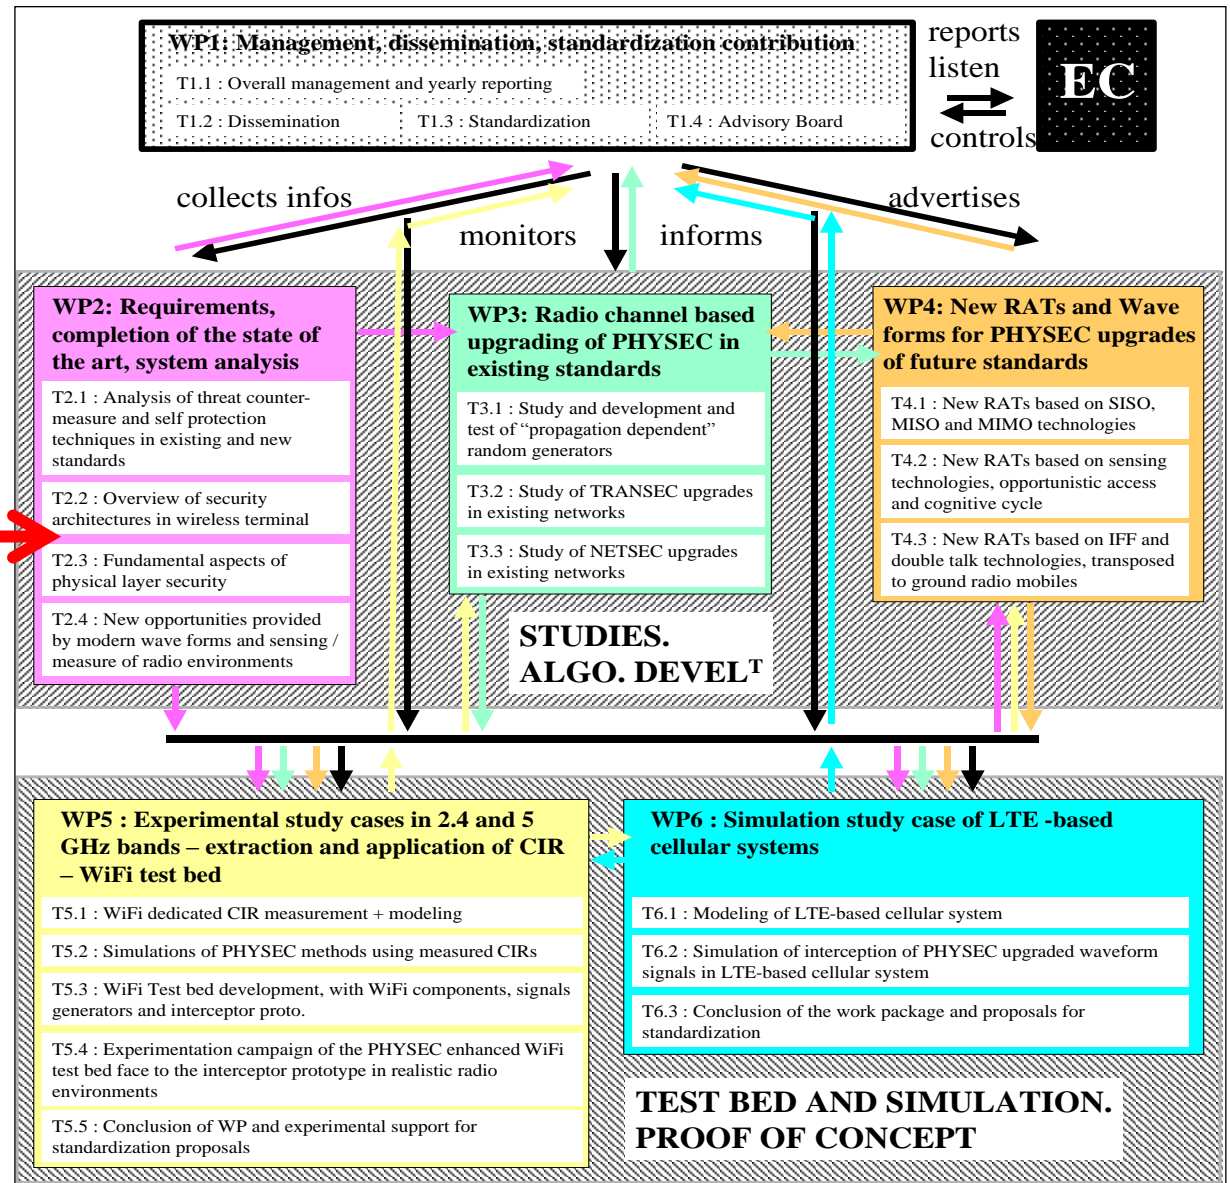 WP1: Management, dissemination, standardization contribution
T1.1 : Overall management and yearly reporting
T1.2 : Dissemination
T1.3 : Standardization
T1.4 : Advisory Board
reports
listen
controls
EC
collects infos
monitors
informs
advertises
WP2: Requirements,
completion of the state of
the art, system analysis
T2.1 : Analysis of threat counter-
measure and self protection
techniques in existing and new
standards
T2.2 : Overview of security
architectures in wireless terminal
T2.3 : Fundamental aspects of
physical layer security
T2.4 : New opportunities provided
by modern wave forms and sensing /
measure of radio environments
WP3: Radio channel based
upgrading of PHYSEC in
existing standards
T3.1 : Study and development and
test of “propagation dependent”
random generators
T3.2 : Study of TRANSEC upgrades
in existing networks
T3.3 : Study of NETSEC upgrades
in existing networks
WP4: New RATs and Wave
forms for PHYSEC upgrades
of future standards
T4.1 : New RATs based on SISO,
MISO and MIMO technologies
T4.2 : New RATs based on sensing
technologies, opportunistic access
and cognitive cycle
T4.3 : New RATs based on IFF and
double talk technologies, transposed
to ground radio mobiles
STUDIES.
ALGO. DEVELT
WP5 : Experimental study cases in 2.4 and 5
GHz bands – extraction and application of CIR
– WiFi test bed
T5.1 : WiFi dedicated CIR measurement + modeling
T5.2 : Simulations of PHYSEC methods using measured CIRs
T5.3 : WiFi Test bed development, with WiFi components, signals
generators and interceptor proto.
T5.4 : Experimentation campaign of the PHYSEC enhanced WiFi
test bed face to the interceptor prototype in realistic radio
environments
T5.5 : Conclusion of WP and experimental support for
standardization proposals
WP6 : Simulation study case of LTE -based
cellular systems
T6.1 : Modeling of LTE-based cellular system
T6.2 : Simulation of interception of PHYSEC upgraded waveform
signals in LTE-based cellular system
T6.3 : Conclusion of the work package and proposals for
standardization
TEST BED AND SIMULATION.
PROOF OF CONCEPT